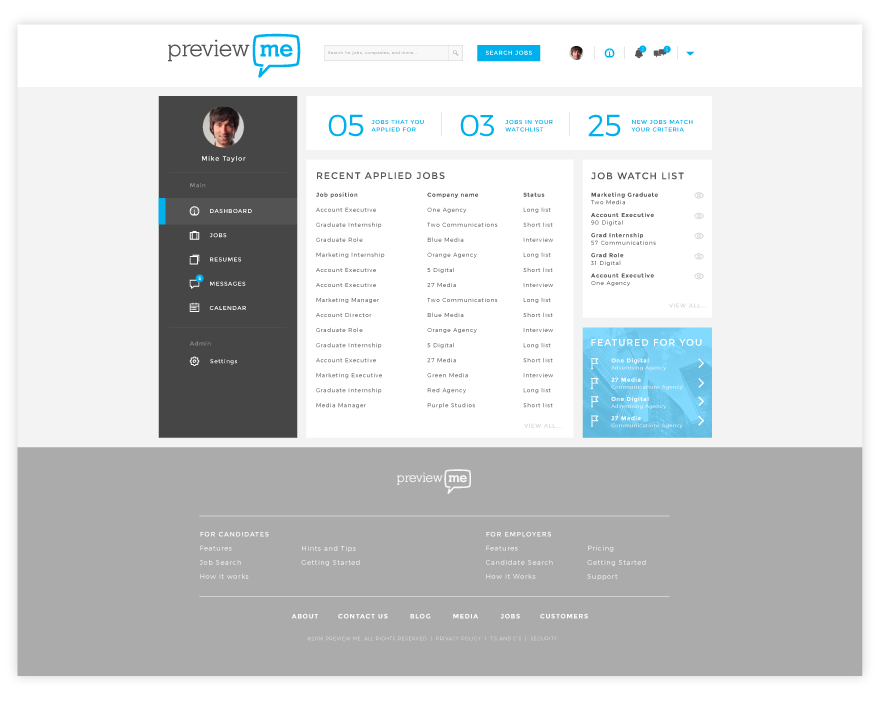 preview me
Search for jobs, companies, and more...
SEARCH JOBS
Mike Taylor
Main
DASHBOARD
JOBS
RESUMES
MESSAGES
CALENDAR
Admin
Settings
05 JOBS THAT YOU
APPLIED FOR
03 JOBS IN YOUR
WATCHLIST
25 NEW JOBS MATCH
YOUR CRITERIA
RECENT APPLIED JOBS
Job position Company name Status
Account Executive One Agency Long list
Graduate Internship Two Communications Short list
Graduate Role Blue Media Interview
Marketing Internship Orange Agency Long list
Account Executive 5 Digital Short list
Account Executive 27 Media Interview
Marketing Manager Two Communications Long list
Account Director Blue Media Short list
Graduate Role Orange Agency Interview
Graduate Internship 5 Digital Long list
Account Executive 27 Media Short list
Marketing Executive Green Media Interview
Graduate Internship Red Agency Long list
Media Manager Purple Studios Short list
VIEW ALL...
JOB WATCH LIST
Marketing Graduate
Two Media
Account Executive
90 Digital
Grad Internship
57 Communications
Grad Role
31 Digital
Account Executive
One Agency
VIEW ALL...
FEATURED FOR YOU
One Digital
Advertising Agency
27 Media
Communications Agency
One Digital
Advertising Agency
27 Media
Communications Agency
preview me
FOR CANDIDATES
Features Hints and Tips
Job Search Getting Started
How it works
FOR EMPLOYERS
Features Pricing
Candidate Search Getting Started
How It Works Support
ABOUT CONTACT US BLOG MEDIA JOBS CUSTOMERS
PREVIEW ME. ALL RIGHTS RESERVED | PRIVACY POLICY | T'S AND C'S | SECURITY